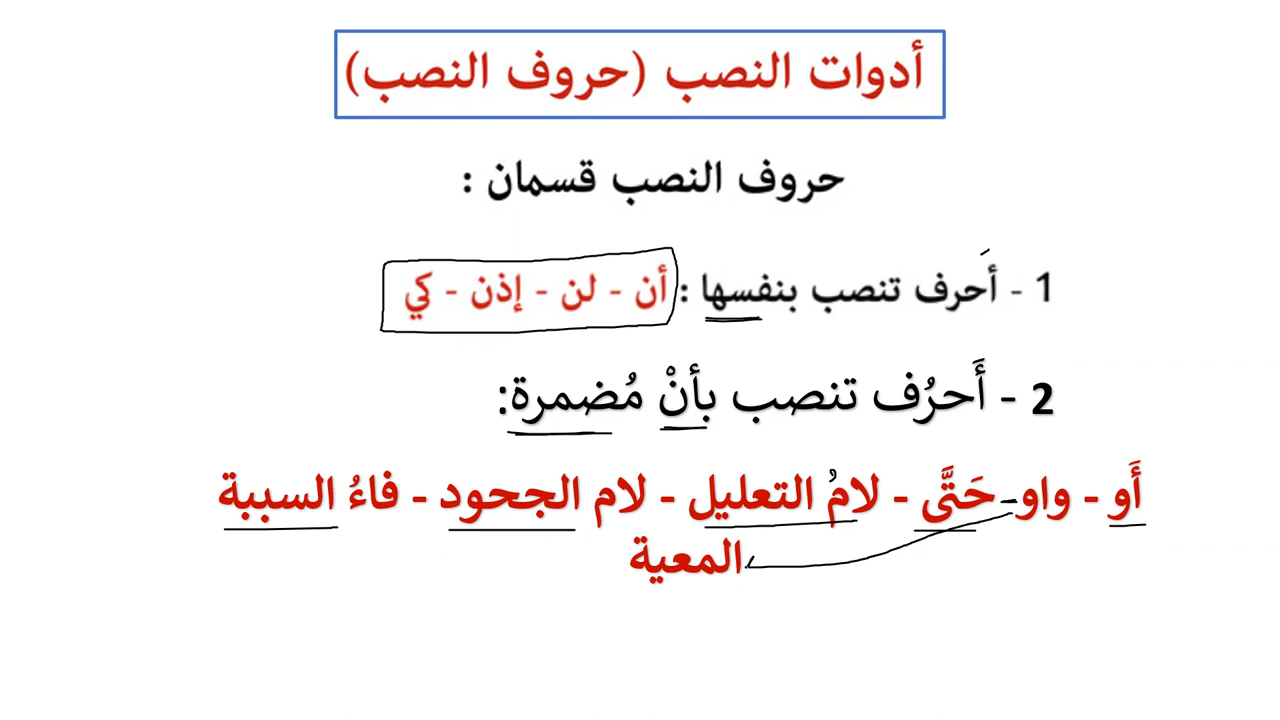 أدوات النصب (حروف النصب)
حروف النصب قسمان :
1 - أَحرف تنصب بنفسها : أن - لن - إذن - كي
2 - أَحرُف تنصب بأنْ مُضمرة:
أَو - واو - حَتَّى - لامُ التعليل - لام الجحود - فاءُ السببة
المعية